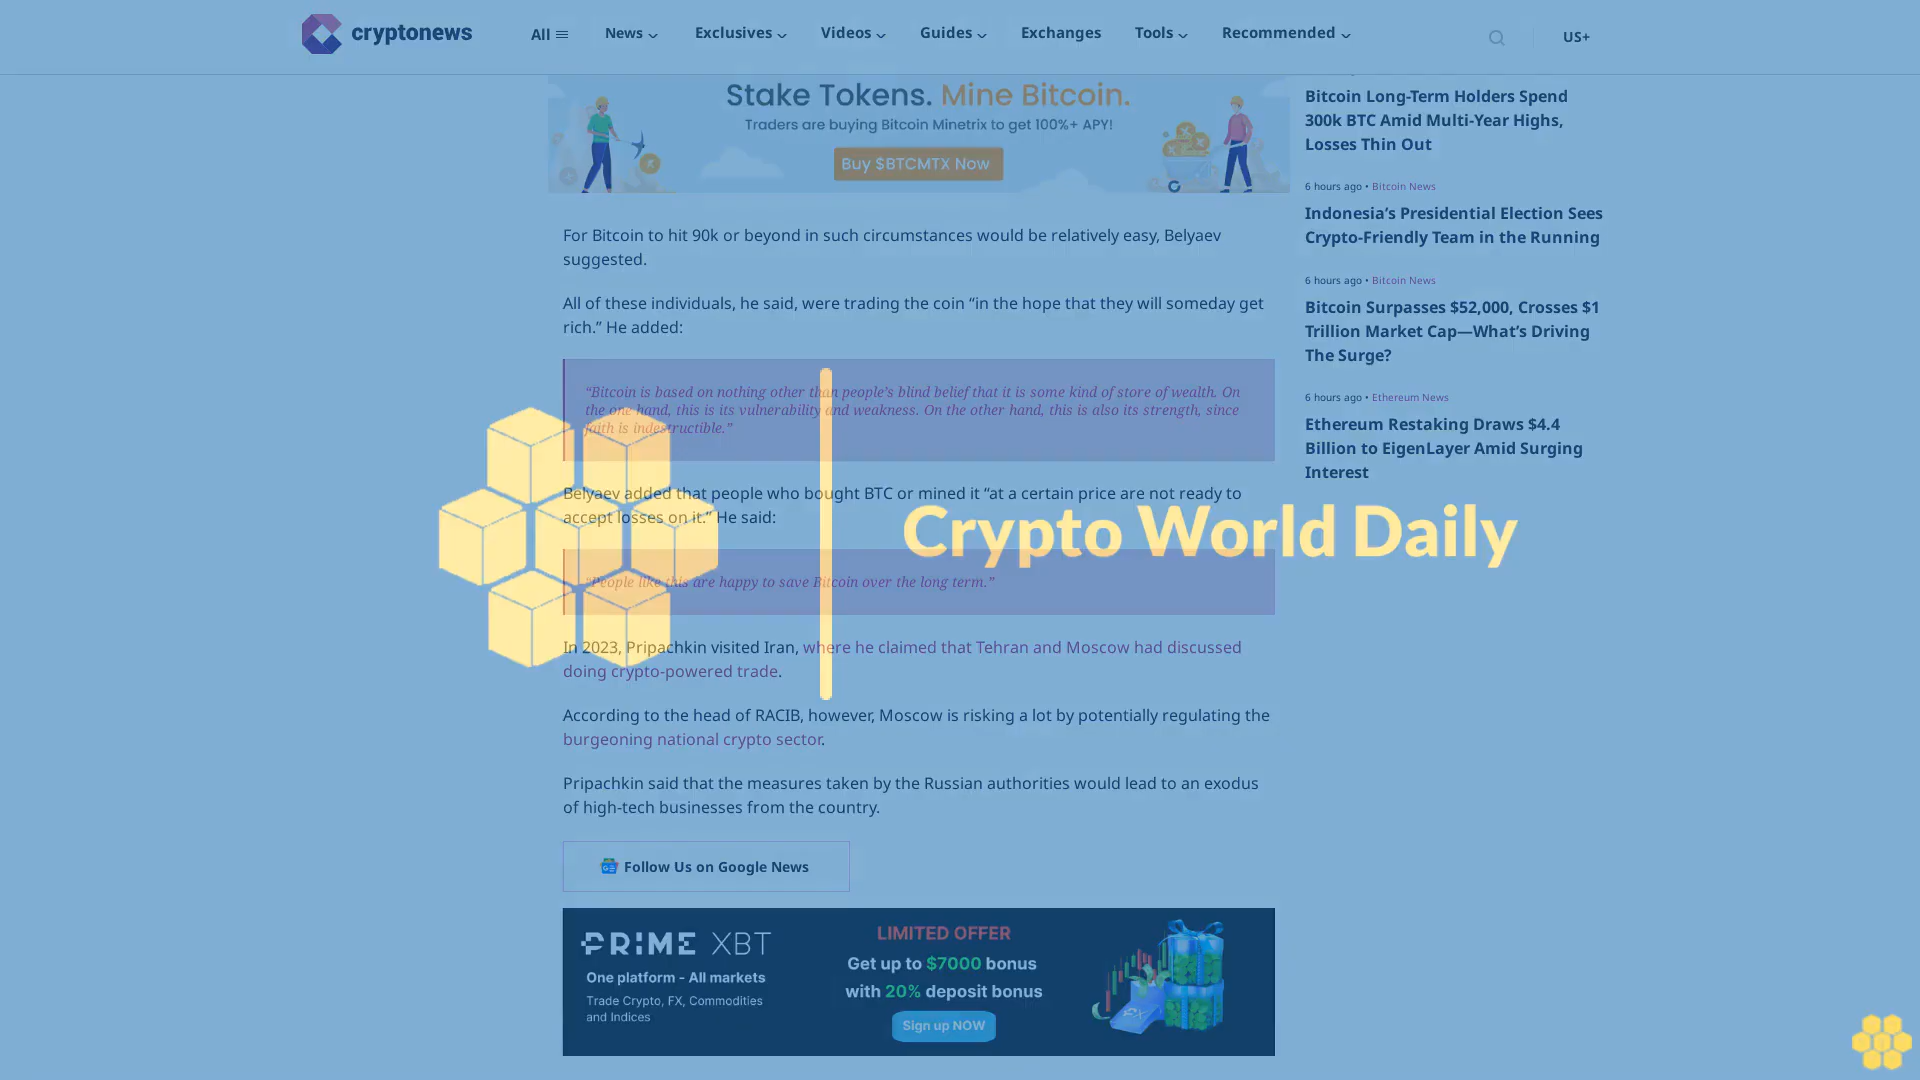 cryptonews
All
News
Exclusives
Videos
Guides
Exchanges
Tools
Recommended
US+
Stake Tokens. Mine Bitcoin.
Traders are buying Bitcoin Minetrix to get 100%+ APY!
Buy $BTCMTX Now
For Bitcoin to hit 90k or beyond in such circumstances would be relatively easy, Belyaev
suggested.
All of these individuals, he said, were trading the coin “in the hope that they will someday get
rich.” He added:
“Bitcoin is based on nothing other than people’s blind belief that it is some kind of store of wealth. On
the one hand, this is its vulnerability and weakness. On the other hand, this is also its strength, since
faith is indestructible.”
Belyaev added that people who bought BTC or mined it “at a certain price are not ready to
accept losses on it.” He said:
“People like this are happy to save Bitcoin over the long term.”
In 2023, Pripachkin visited Iran, where he claimed that Tehran and Moscow had discussed
doing crypto-powered trade.
According to the head of RACIB, however, Moscow is risking a lot by potentially regulating the
burgeoning national crypto sector.
Pripachkin said that the measures taken by the Russian authorities would lead to an exodus
of high-tech businesses from the country.
Follow Us on Google News
PRIME XBT
One platform - All markets
Trade Crypto, FX, Commodities
and Indices
LIMITED OFFER
Get up to $7000 bonus
with 20% deposit bonus
Sign up NOW
Bitcoin Long-Term Holders Spend
300k BTC Amid Multi-Year Highs,
Losses Thin Out
6 hours ago • Bitcoin News
Indonesia’s Presidential Election Sees
Crypto-Friendly Team in the Running
6 hours ago • Bitcoin News
Bitcoin Surpasses $52,000, Crosses $1
Trillion Market Cap—What’s Driving
The Surge?
6 hours ago • Ethereum News
Ethereum Restaking Draws $4.4
Billion to EigenLayer Amid Surging
Interest
Crypto World Daily